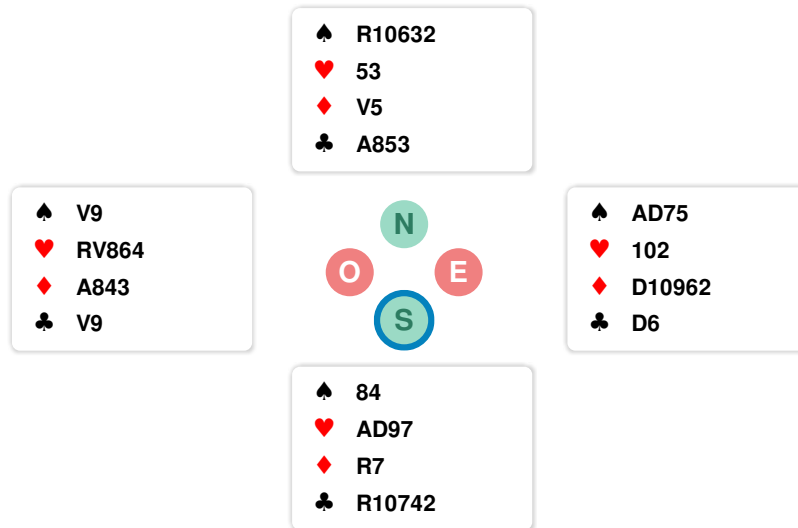 ♠ R10632
♥ 53
♦ V5
♣ A853
♠ V9
♥ RV864
♦ A843
♣ V9
N
O E
S
♠ AD75
♥ 102
♦ D10962
♣ D6
♠ 84
♥ AD97
♦ R7
♣ R10742